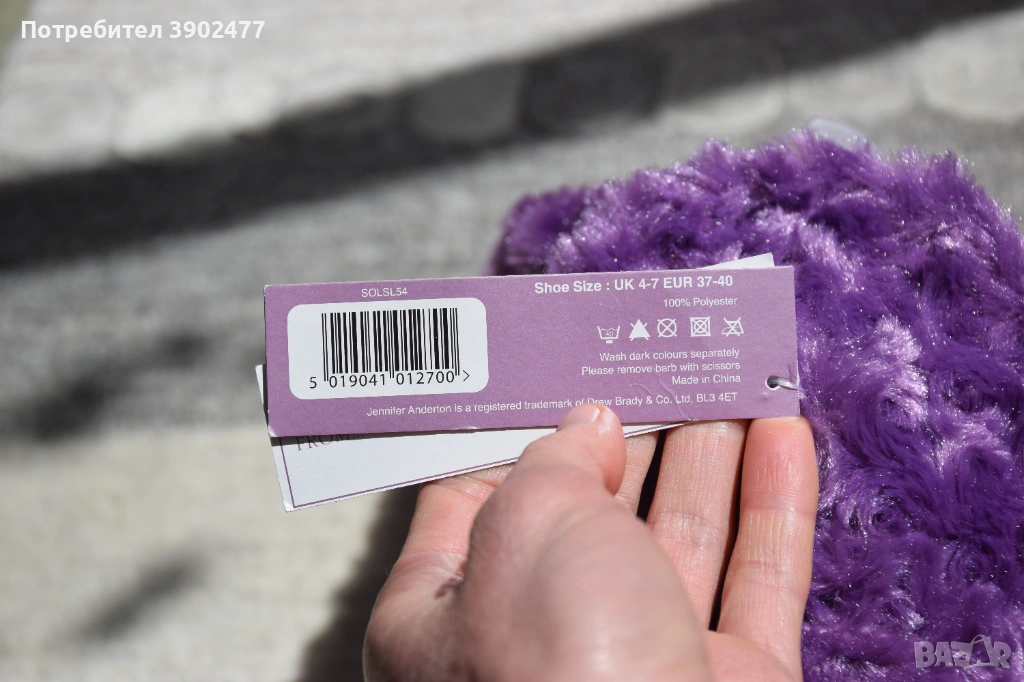 Потребител 3902477
SOLSL54
Shoe Size : UK 4-7 EUR 37-40
100% Polyester
40
5 019041 012700 >
Wash dark colours separately
Please remove barb with scissors
Made in China
Jennifer Anderton is a registered trademark of Drew Brady & Co. Ltd, BL3 4ET
BAZAR